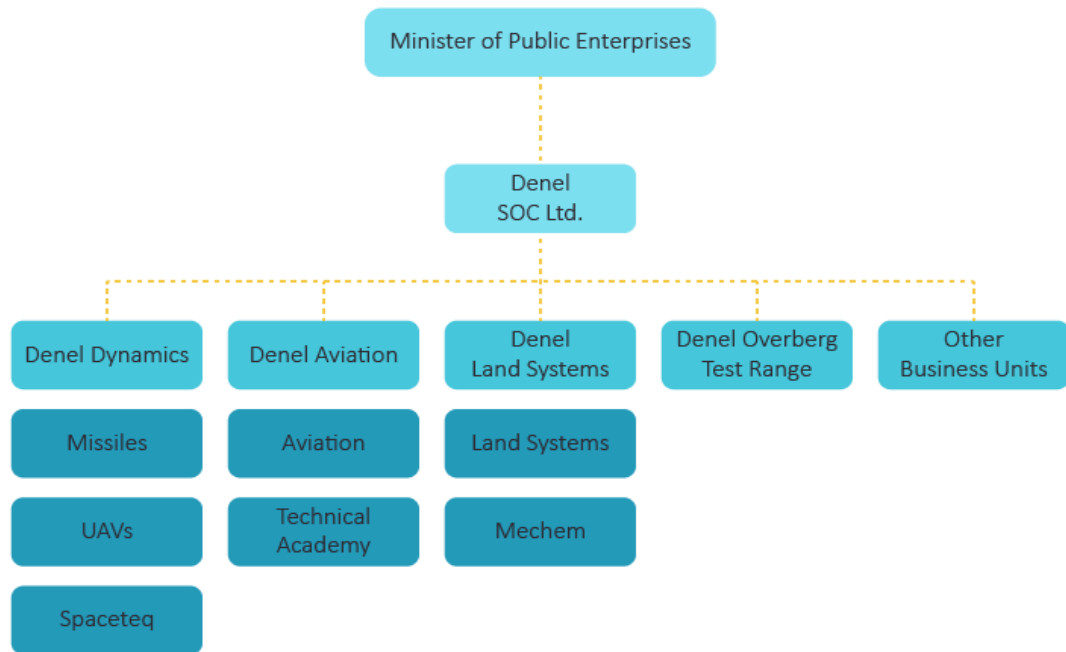 Minister of Public Enterprises
Denel
SOC Ltd.
Denel Dynamics
Denel Aviation
Denel
Land Systems
Denel Overberg
Test Range
Other
Business Units
Missiles
Aviation
Land Systems
UAVs
Technical
Academy
Mechem
Spaceteq